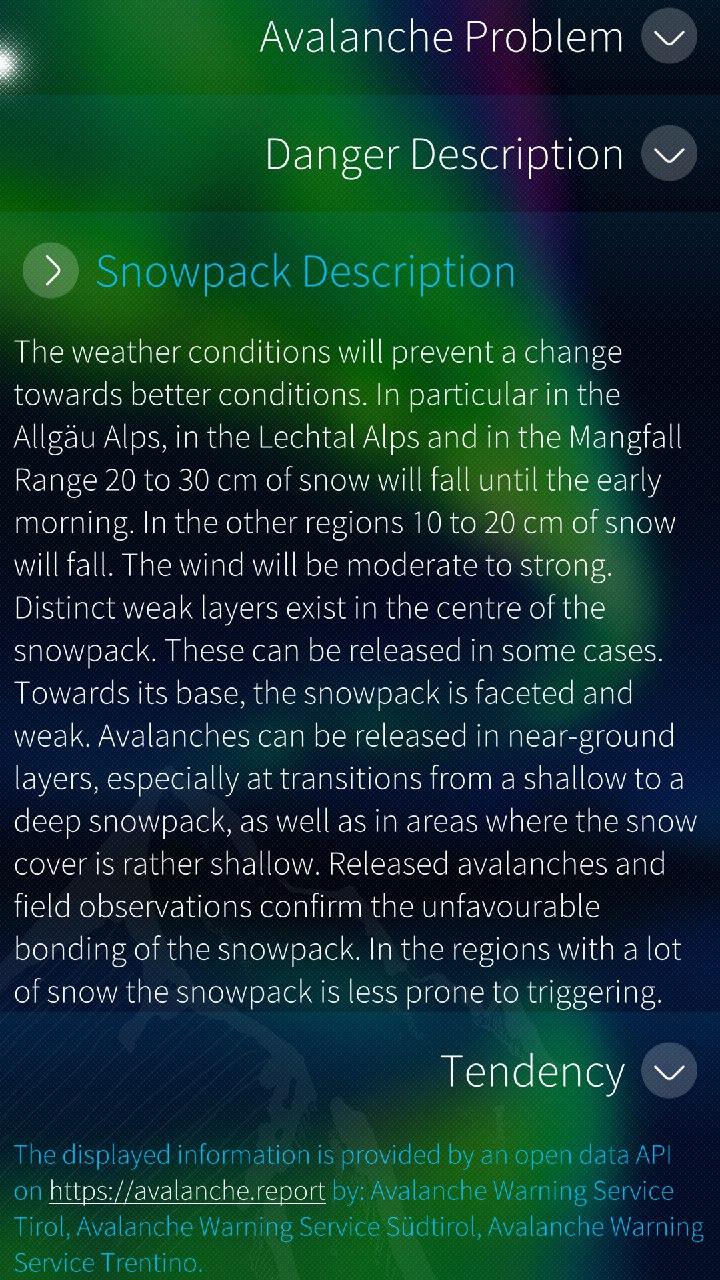 Avalanche Problem
Danger Description
Snowpack Description
The weather conditions will prevent a change
towards better conditions. In particular in the
Allgäu Alps, in the Lechtal Alps and in the Mangfall
Range 20 to 30 cm of snow will fall until the early
morning. In the other regions 10 to 20 cm of snow
will fall. The wind will be moderate to strong.
Distinct weak layers exist in the centre of the
snowpack. These can be released in some cases.
Towards its base, the snowpack is faceted and
weak. Avalanches can be released in near-ground
layers, especially at transitions from a shallow to a
deep snowpack, as well as in areas where the snow
cover is rather shallow. Released avalanches and
field observations confirm the unfavourable
bonding of the snowpack. In the regions with a lot
of snow the snowpack is less prone to triggering.
Tendency
The displayed information is provided by an open data API
on https://avalanche.report by: Avalanche Warning Service
Tirol, Avalanche Warning Service Südtirol, Avalanche Warning
Service Trentino.